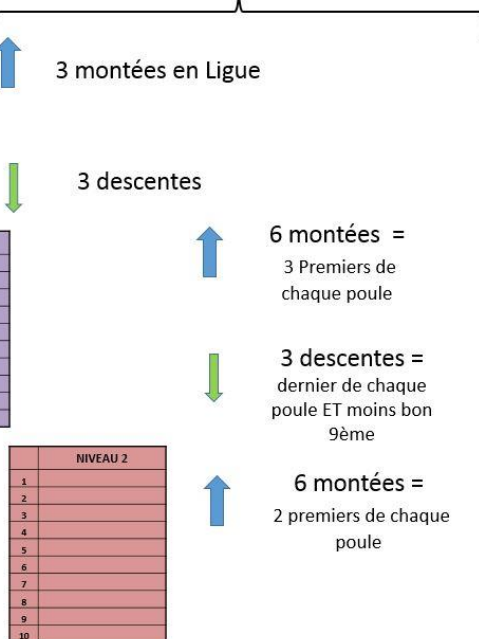 3 montées en Ligue
3 descentes
6 montées =
3 Premiers de
chaque poule
3 descentes =
dernier de chaque
poule ET moins bon
9ème
6 montées =
2 premiers de chaque
poule
NIVEAU 2
1
2
3
4
5
6
7
8
9
10